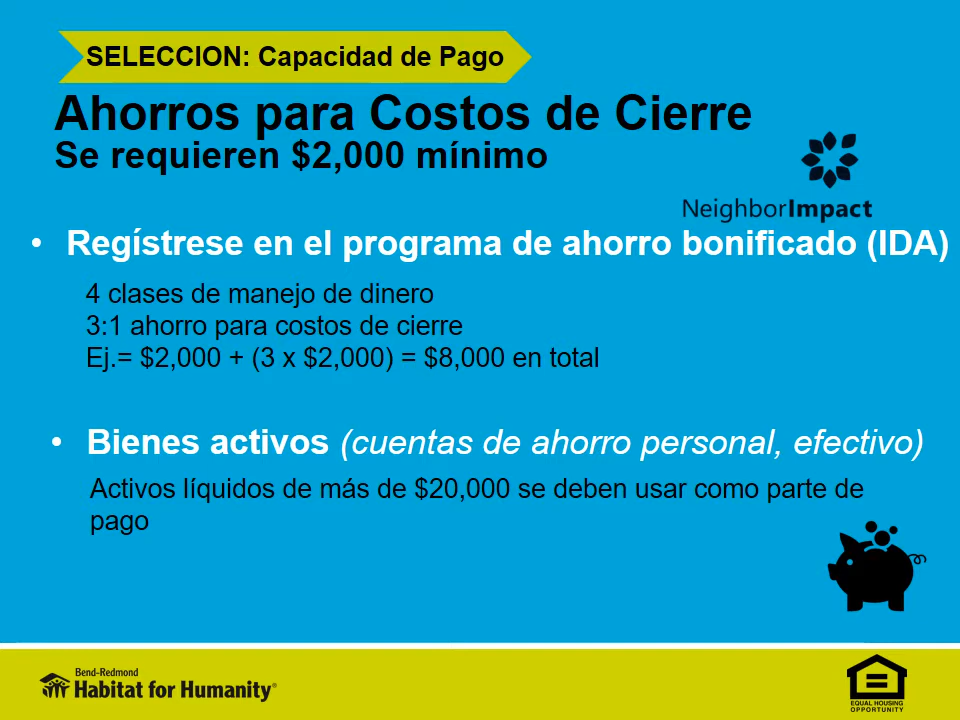 SELECCION: Capacidad de Pago
Ahorros para Costos de Cierre
Se requieren $2,000 mínimo
NeighborImpact
• Regístrese en el programa de ahorro bonificado (IDA)
4 clases de manejo de dinero
3:1 ahorro para costos de cierre
Ej.= $2,000 + (3 x $2,000) = $8,000 en total
• Bienes activos (cuentas de ahorro personal, efectivo)
Activos líquidos de más de $20,000 se deben usar como parte de
pago
Bend-Redmond
Habitat for Humanity®
EQUAL HOUSING
OPPORTUNITY